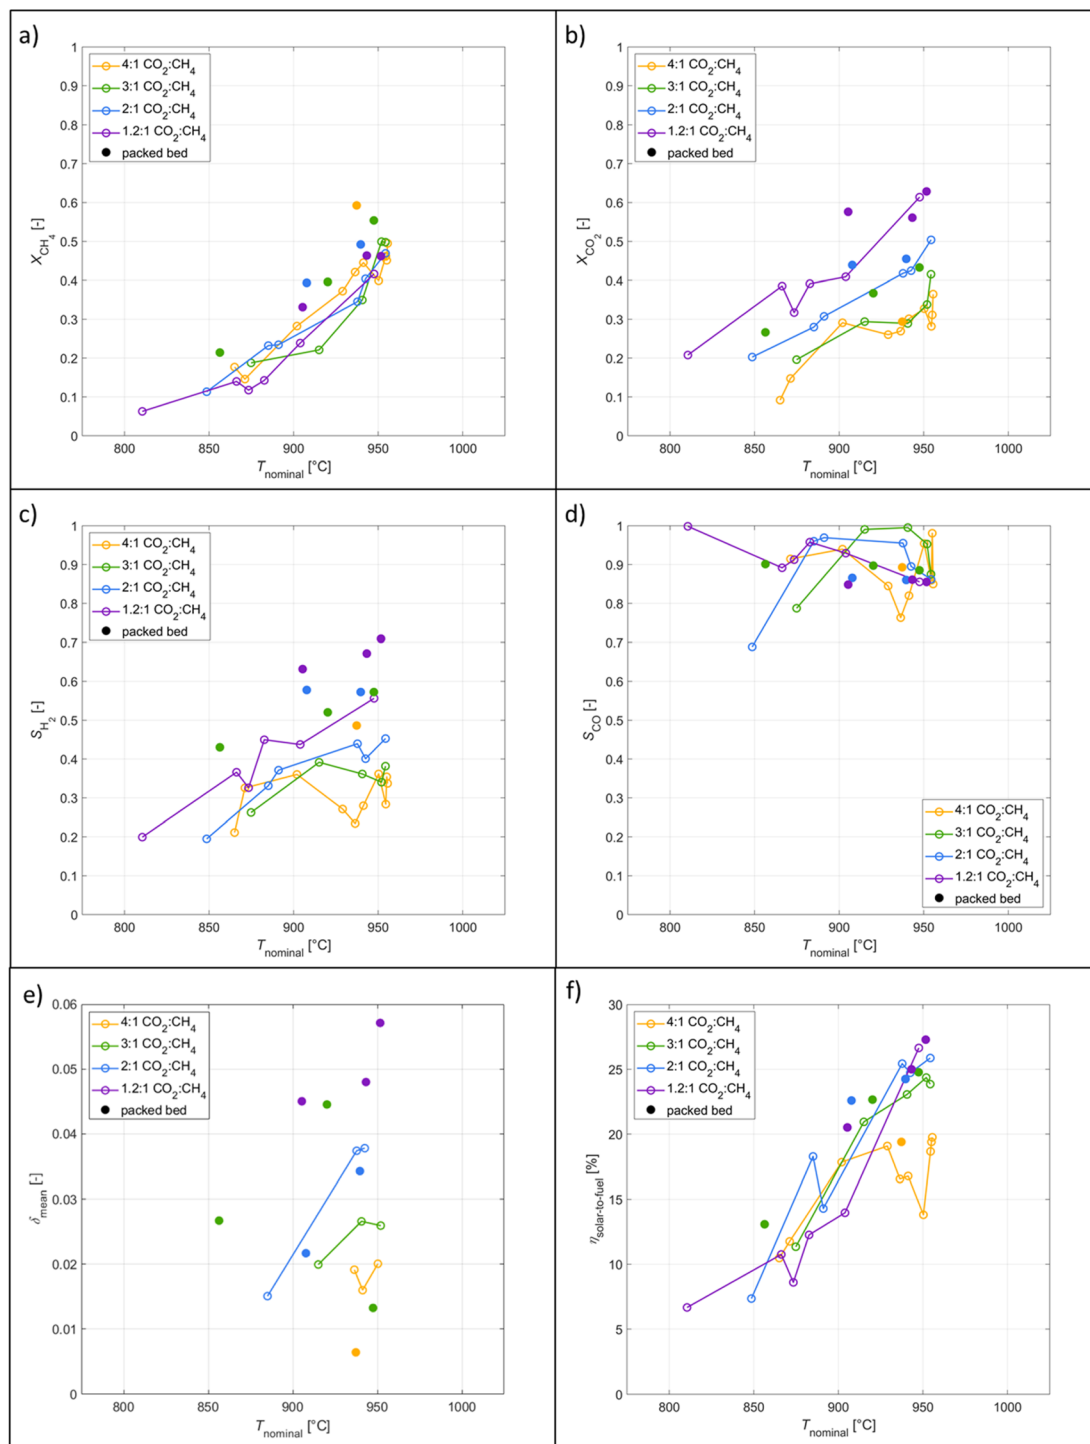 a)
1
0.9
0.8
0.7
0.6
0.5
0.4
0.3
0.2
0.1
0
800
850
900
950
1000
X_CH4 [-]
T_nominal [°C]
4:1 CO2:CH4
3:1 CO2:CH4
2:1 CO2:CH4
1.2:1 CO2:CH4
packed bed
b)
1
0.9
0.8
0.7
0.6
0.5
0.4
0.3
0.2
0.1
0
800
850
900
950
1000
X_CO2 [-]
T_nominal [°C]
4:1 CO2:CH4
3:1 CO2:CH4
2:1 CO2:CH4
1.2:1 CO2:CH4
packed bed
c)
1
0.9
0.8
0.7
0.6
0.5
0.4
0.3
0.2
0.1
0
800
850
900
950
1000
S_H2 [-]
T_nominal [°C]
4:1 CO2:CH4
3:1 CO2:CH4
2:1 CO2:CH4
1.2:1 CO2:CH4
packed bed
d)
1
0.9
0.8
0.7
0.6
0.5
0.4
0.3
0.2
0.1
0
800
850
900
950
1000
S_CO [-]
T_nominal [°C]
4:1 CO2:CH4
3:1 CO2:CH4
2:1 CO2:CH4
1.2:1 CO2:CH4
packed bed
e)
0.06
0.05
0.04
0.03
0.02
0.01
0
800
850
900
950
1000
δ_mean [-]
T_nominal [°C]
4:1 CO2:CH4
3:1 CO2:CH4
2:1 CO2:CH4
1.2:1 CO2:CH4
packed bed
f)
30
25
20
15
10
5
0
800
850
900
950
1000
η_solar-to-fuel [%]
T_nominal [°C]
4:1 CO2:CH4
3:1 CO2:CH4
2:1 CO2:CH4
1.2:1 CO2:CH4
packed bed